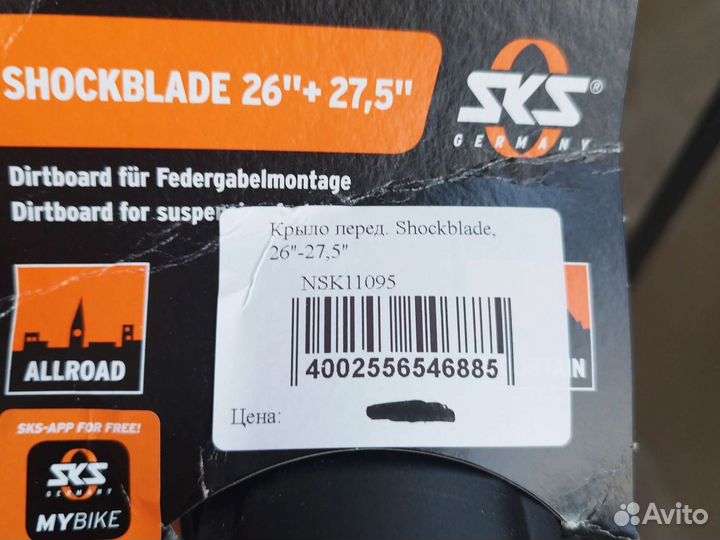 SHOCKBLADE 26"+ 27,5"
SKS®
GERMANY
Dirtboard für Federgabelmontage
Dirtboard for
Крыло перед. Shockblade,
26"-27,5"
NSK11095
4002556546885
Цена:
ALLROAD
SKS-APP FOR FREE!
SKS
GERMANY
MYBIKE
Avito